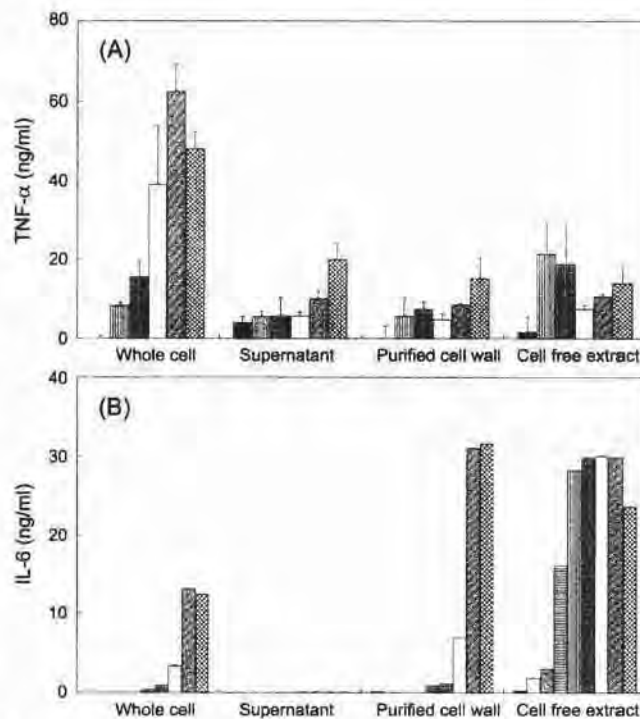 (A)
TNF-α (ng/ml)
80
60
40
20
0
Whole cell Supernatant Purified cell wall Cell free extract
(B)
IL-6 (ng/ml)
40
30
20
10
0
Whole cell Supernatant Purified cell wall Cell free extract